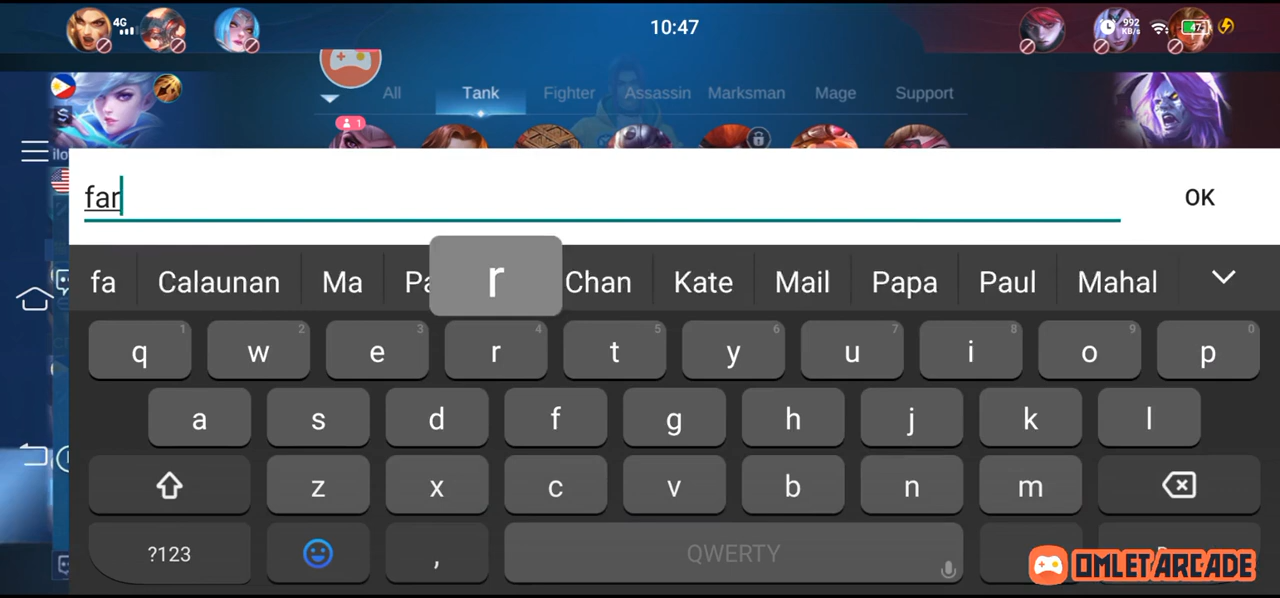 4G 10:47 992 KB/s 47
All Tank Fighter Assassin Marksman Mage Support
S
1
ilo
far OK
fa Calaunan Ma Pa r Chan Kate Mail Papa Paul Mahal
1 2 3 4 5 6 7 8 9 0
q w e r t y u i o p
a s d f g h j k l
z x c v b n m
?123 , QWERTY
OMLET ARCADE